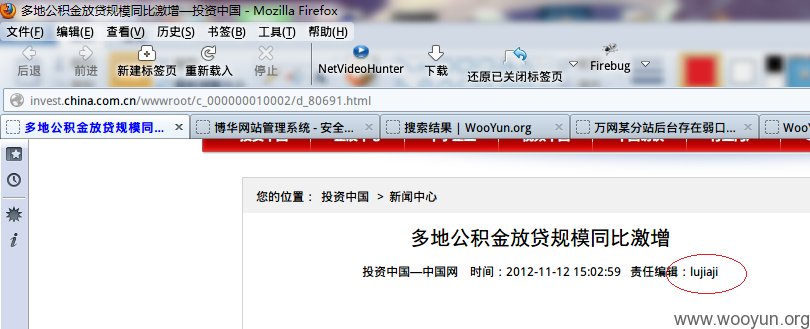 多地公积金放贷规模同比激增—投资中国 - Mozilla Firefox
文件(F) 编辑(E) 查看(V) 历史(S) 书签(B) 工具(T) 帮助(H)
后退 前进 新建标签页 重新载入 停止 NetVideoHunter 下载 还原已关闭标签页 Firebug
invest.china.com.cn/wwwroot/c_000000010002/d_80691.html
多地公积金放贷规模同比... 博华网站管理系统 - 安全... 搜索结果 | WooYun.org 万网某分站后台存在弱口... WooY
您的位置： 投资中国 > 新闻中心
多地公积金放贷规模同比激增
投资中国—中国网 时间：2012-11-12 15:02:59 责任编辑：lujiaji
www.wooyun.org